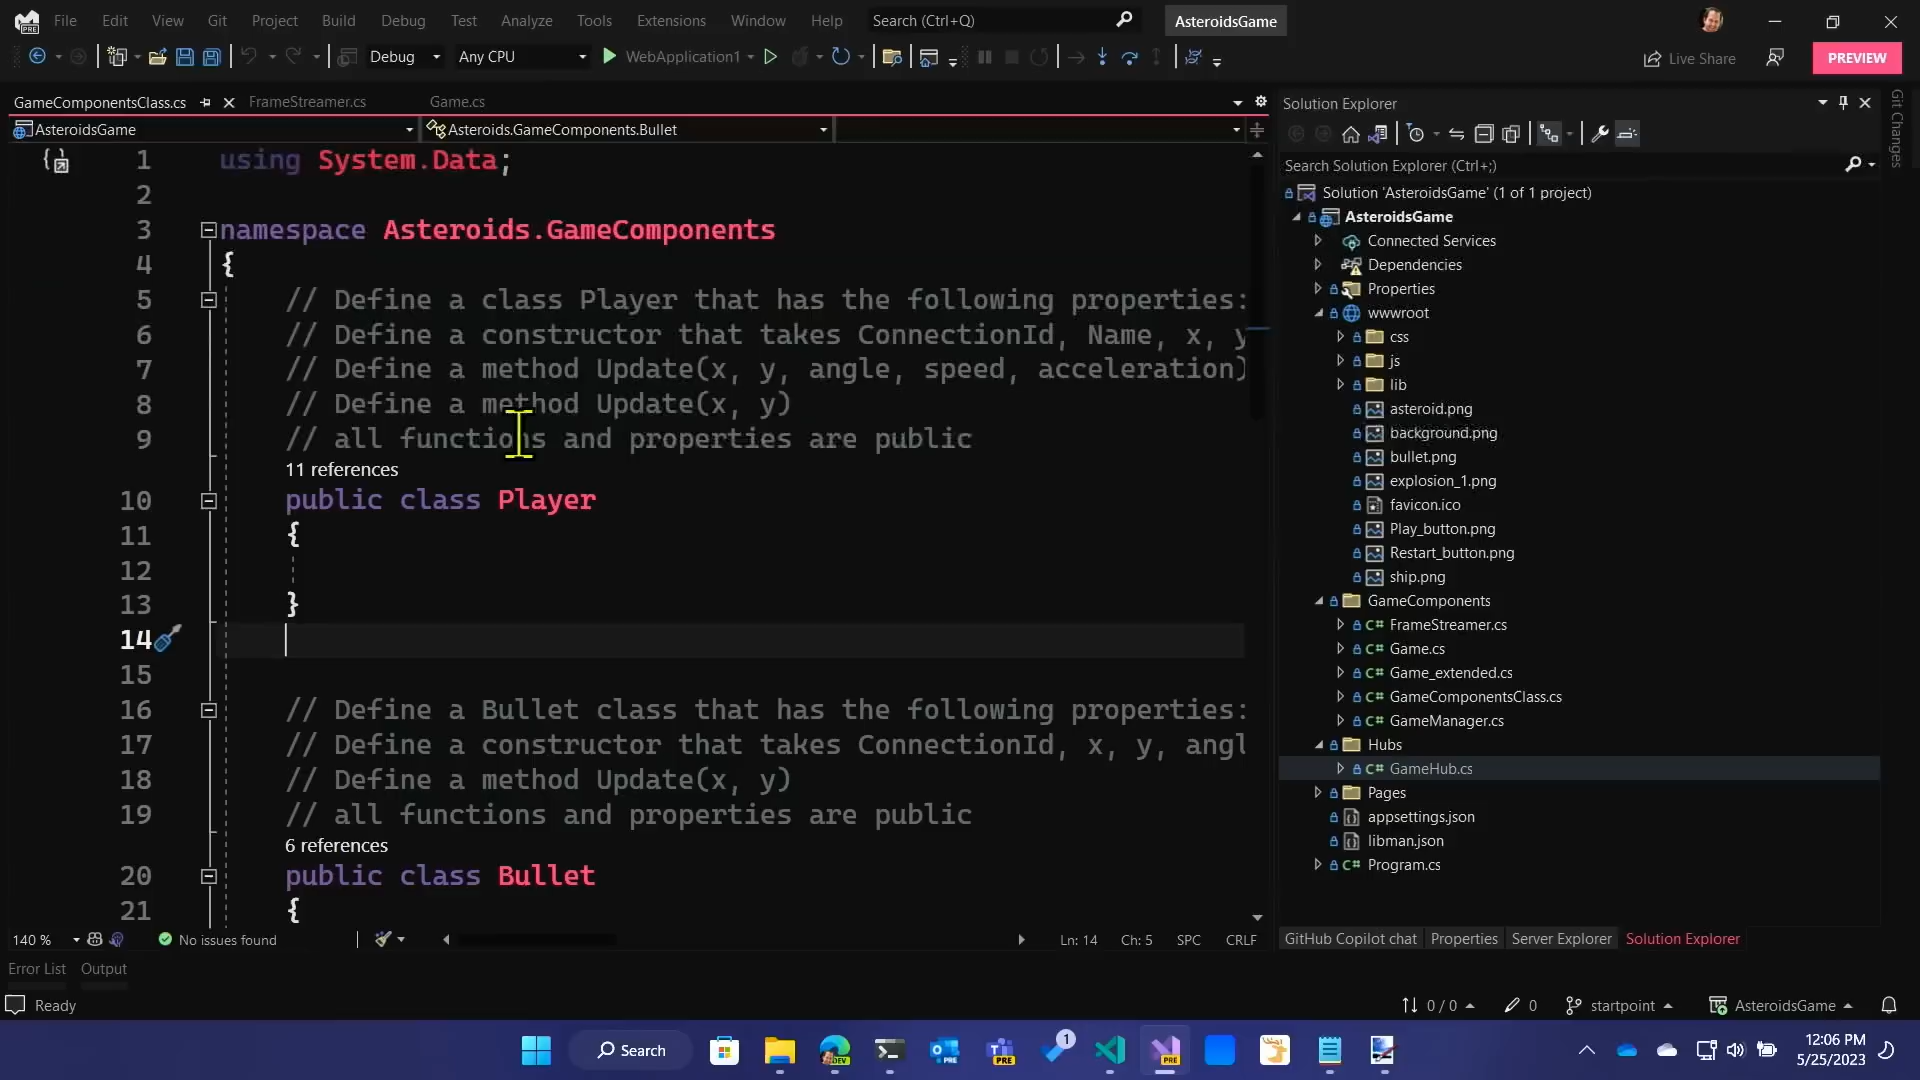 File Edit View Git Project Build Debug Test Analyze Tools Extensions Window Help Search (Ctrl+Q) AsteroidsGame
Debug Any CPU WebApplication1 Live Share PREVIEW
GameComponentsClass.cs FrameStreamer.cs Game.cs
AsteroidsGame Asteroids.GameComponents.Bullet
1 using System.Data;
2
3 namespace Asteroids.GameComponents
4 {
5 // Define a class Player that has the following properties:
6 // Define a constructor that takes ConnectionId, Name, x, y
7 // Define a method Update(x, y, angle, speed, acceleration)
8 // Define a method Update(x, y)
9 // all functions and properties are public
11 references
10 public class Player
11 {
12
13 }
14
15
16 // Define a Bullet class that has the following properties:
17 // Define a constructor that takes ConnectionId, x, y, angl
18 // Define a method Update(x, y)
19 // all functions and properties are public
6 references
20 public class Bullet
21 {
140 % No issues found Ln: 14 Ch: 5 SPC CRLF
Solution Explorer
Search Solution Explorer (Ctrl+;)
Solution 'AsteroidsGame' (1 of 1 project)
AsteroidsGame
Connected Services
Dependencies
Properties
wwwroot
css
js
lib
asteroid.png
background.png
bullet.png
explosion_1.png
favicon.ico
Play_button.png
Restart_button.png
ship.png
GameComponents
C# FrameStreamer.cs
C# Game.cs
C# Game_extended.cs
C# GameComponentsClass.cs
C# GameManager.cs
Hubs
C# GameHub.cs
Pages
appsettings.json
libman.json
C# Program.cs
GitHub Copilot chat Properties Server Explorer Solution Explorer
Git Changes
Error List Output
Ready 0 / 0 0 startpoint AsteroidsGame
Search 1 12:06 PM
5/25/2023